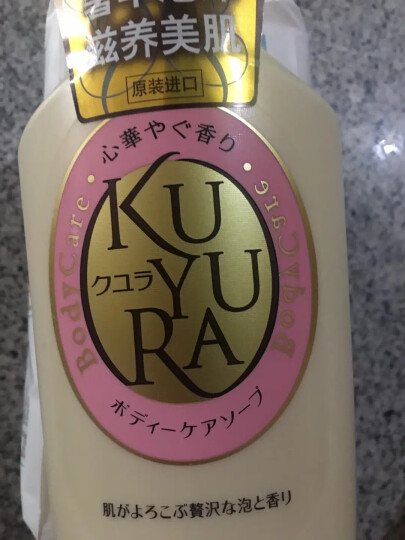 滋养美肌
原装进口
心華やぐ香り
BodyCare
BodyCare
KU
クユラ
YU
RA
ボディーケアソープ
肌がよろこぶ贅沢な泡と香り